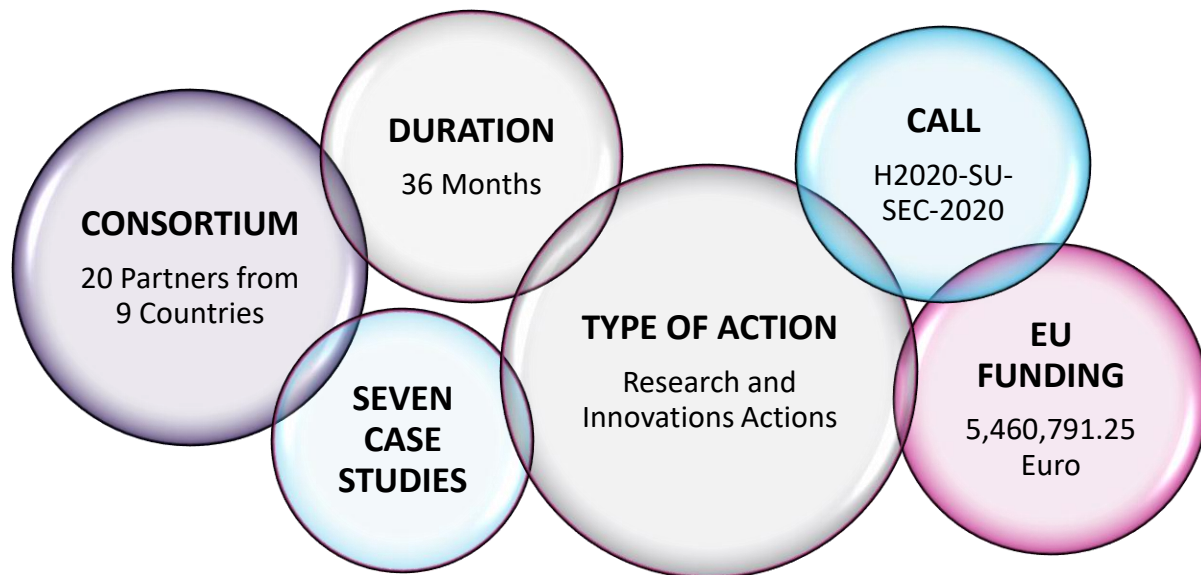 CONSORTIUM
20 Partners from
9 Countries
DURATION
36 Months
SEVEN
CASE
STUDIES
TYPE OF ACTION
Research and
Innovations Actions
CALL
H2020-SU-
SEC-2020
EU
FUNDING
5,460,791.25
Euro